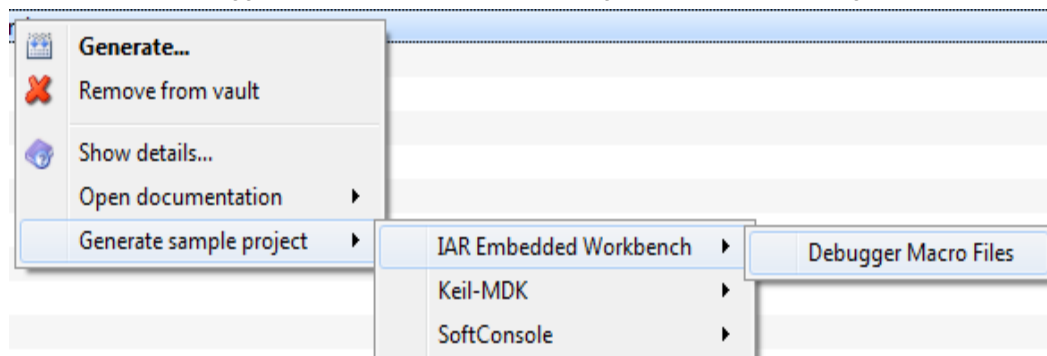 Generate...
Remove from vault
Show details...
Open documentation
Generate sample project
IAR Embedded Workbench
Debugger Macro Files
Keil-MDK
SoftConsole